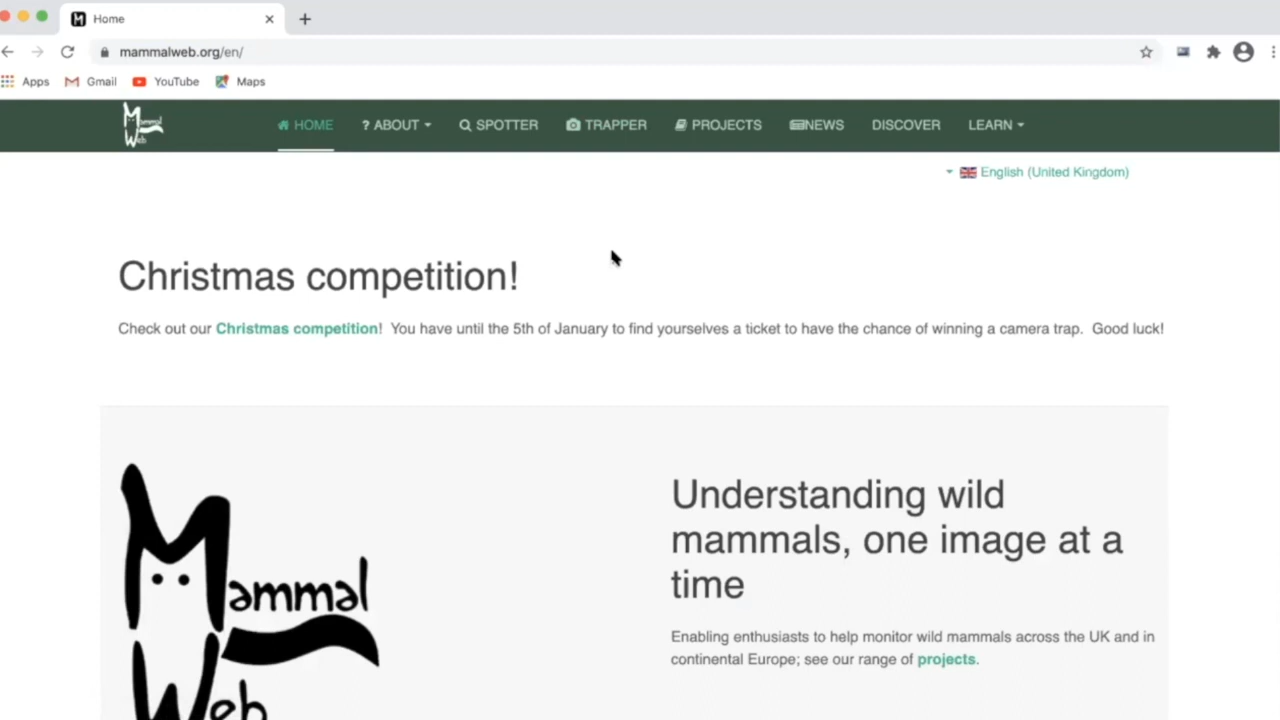 Home
mammalweb.org/en/
Apps Gmail YouTube Maps
Mammal
Web
HOME ? ABOUT SPOTTER TRAPPER PROJECTS NEWS DISCOVER LEARN
English (United Kingdom)
Christmas competition!
Check out our Christmas competition! You have until the 5th of January to find yourselves a ticket to have the chance of winning a camera trap. Good luck!
Mammal
Web
Understanding wild
mammals, one image at a
time
Enabling enthusiasts to help monitor wild mammals across the UK and in
continental Europe; see our range of projects.